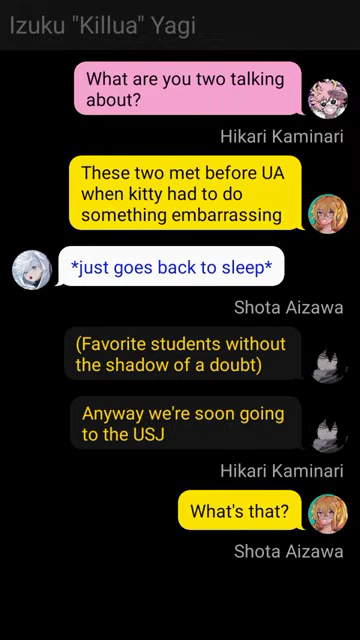 Izuku "Killua" Yagi
What are you two talking
about?
Hikari Kaminari
These two met before UA
when kitty had to do
something embarrassing
*just goes back to sleep*
Shota Aizawa
(Favorite students without
the shadow of a doubt)
Anyway we're soon going
to the USJ
Hikari Kaminari
What's that?
Shota Aizawa